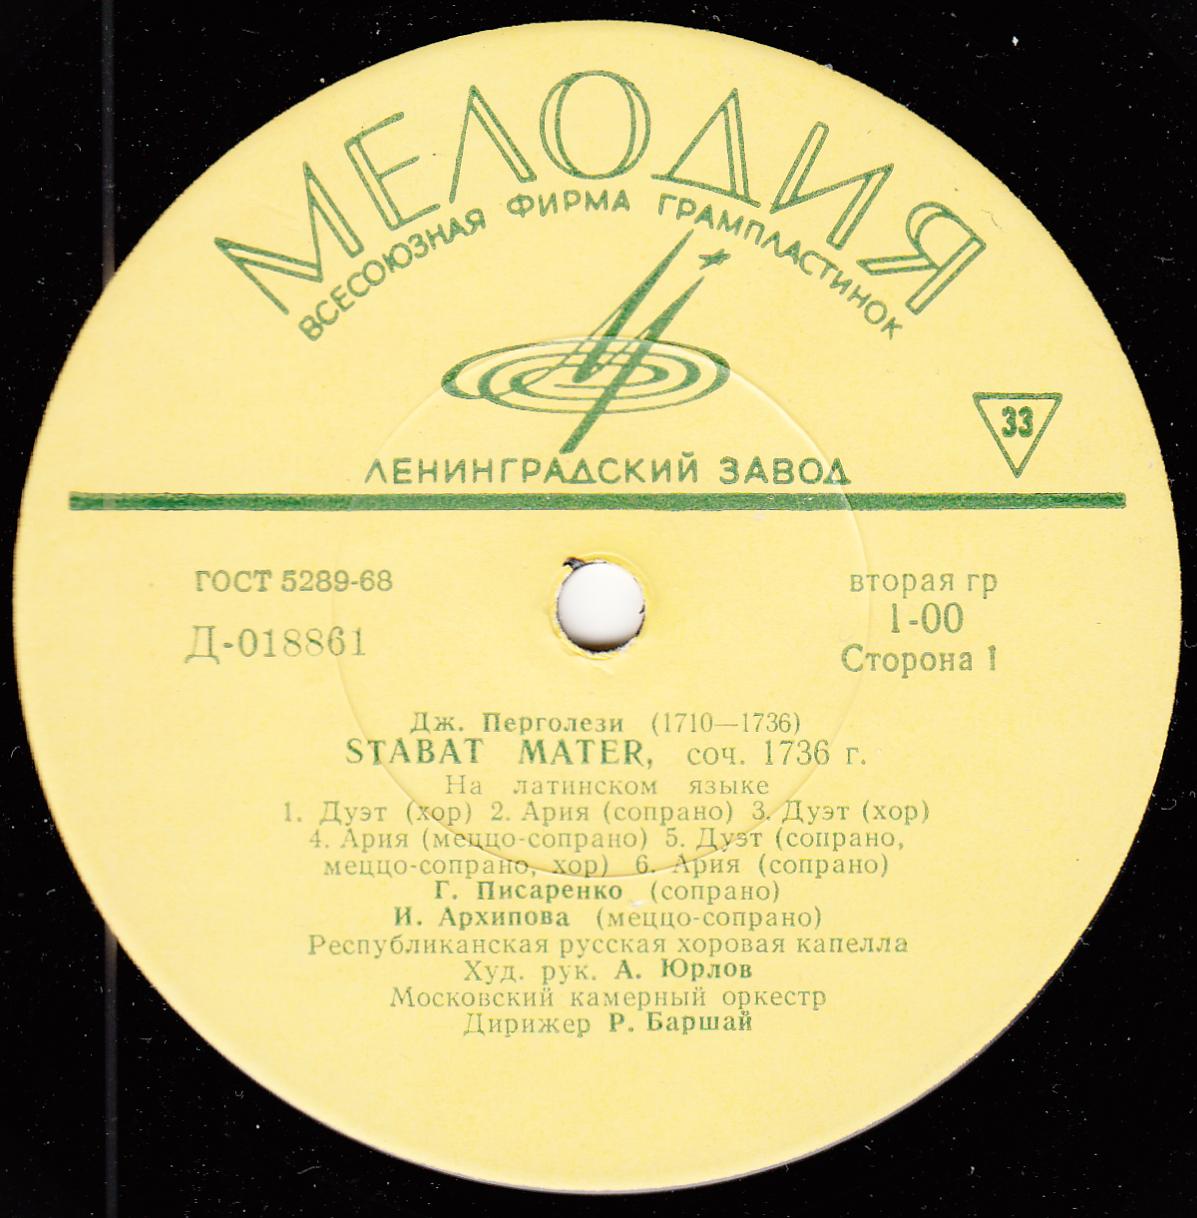 МЕЛОДИЯ
ВСЕСОЮЗНАЯ ФИРМА ГРАМПЛАСТИНОК
33
ЛЕНИНГРАДСКИЙ ЗАВОД
ГОСТ 5289-68
Д-018861
вторая гр
1-00
Сторона 1
Дж. Перголези (1710—1736)
STABAT MATER, соч. 1736 г.
На латинском языке
1. Дуэт (хор) 2. Ария (сопрано) 3. Дуэт (хор)
4. Ария (меццо-сопрано) 5. Дуэт (сопрано,
меццо-сопрано, хор) 6. Ария (сопрано)
Г. Писаренко (сопрано)
И. Архипова (меццо-сопрано)
Республиканская русская хоровая капелла
Худ. рук. А. Юрлов
Московский камерный оркестр
Дирижер Р. Баршай